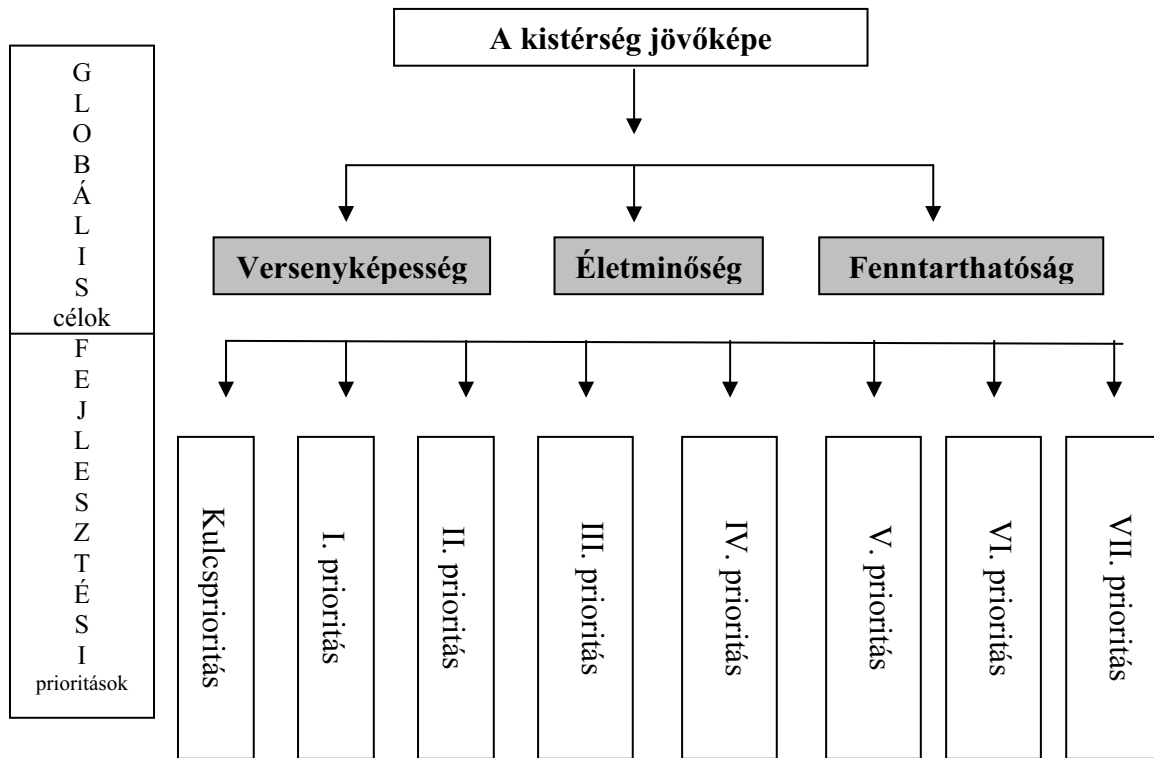 A kistérség jövőképe
G
L
O
B
Á
L
I
S
célok
Versenyképesség
Életminőség
Fenntarthatóság
F
E
J
L
E
S
Z
T
É
S
I
prioritások
Kulcsprioritás
I. prioritás
II. prioritás
III. prioritás
IV. prioritás
V. prioritás
VI. prioritás
VII. prioritás